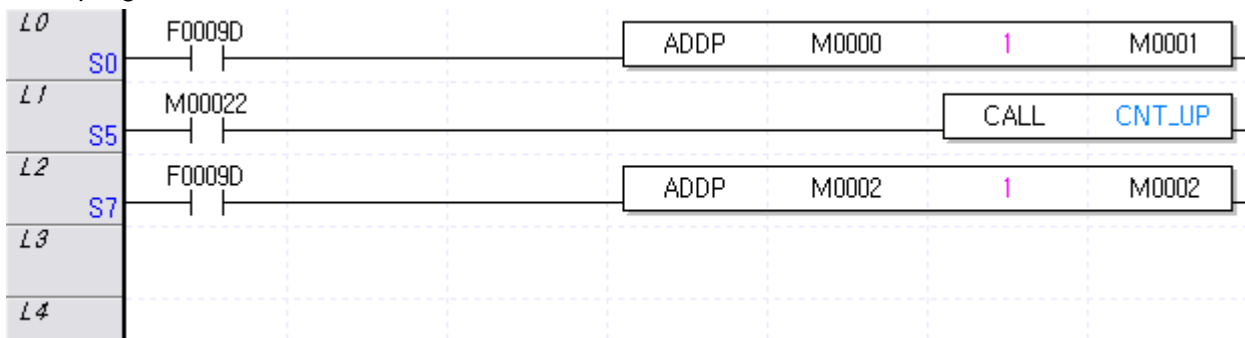 L0 F0009D ADDP M0000 1 M0001
S0
L1 M00022 CALL CNT_UP
S5
L2 F0009D ADDP M0002 1 M0002
S7
L3
L4